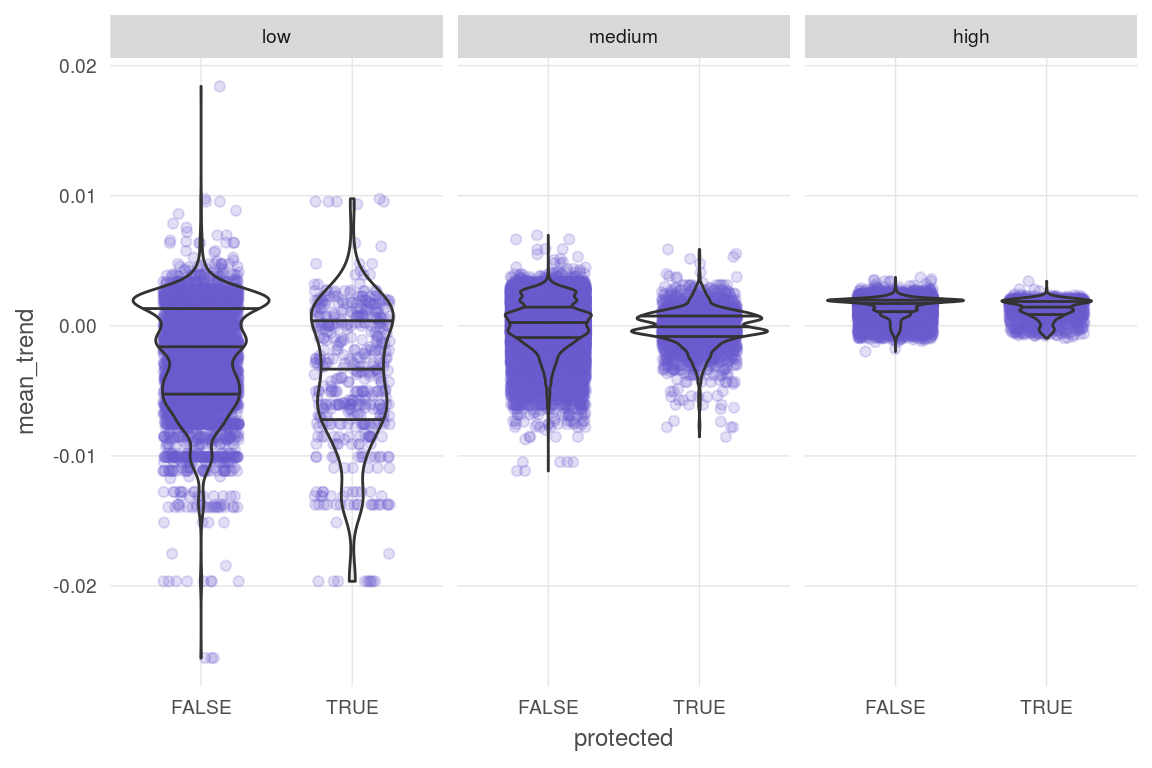 low medium high
0.02
0.01
0.00
-0.01
-0.02
mean_trend
FALSE TRUE FALSE TRUE FALSE TRUE
protected